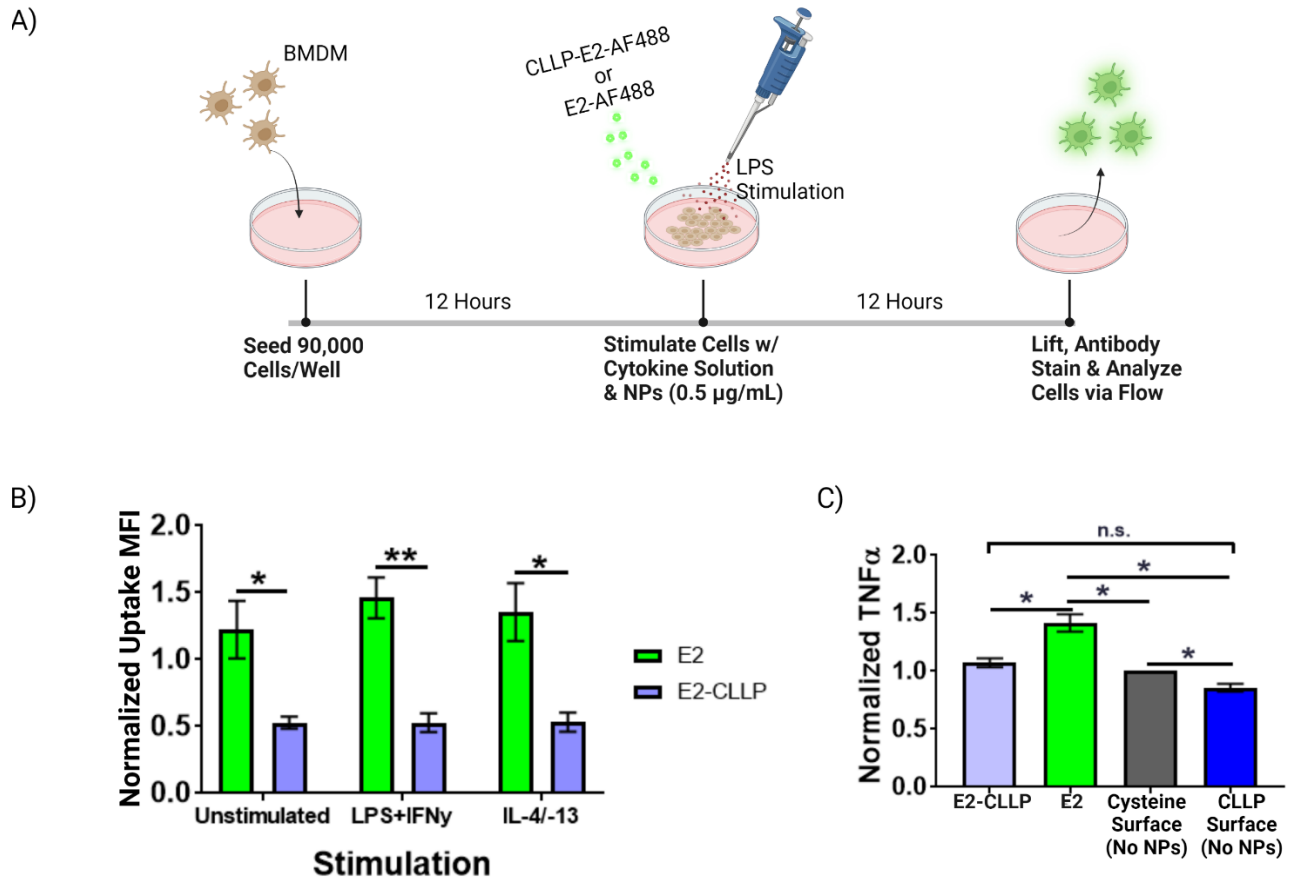 A)
BMDM
CLLP-E2-AF488
or
E2-AF488
LPS
Stimulation
12 Hours
12 Hours
Seed 90,000
Cells/Well
Stimulate Cells w/
Cytokine Solution
& NPs (0.5 µg/mL)
Lift, Antibody
Stain & Analyze
Cells via Flow
B)
Normalized Uptake MFI
2.0
1.5
1.0
0.5
0.0
*
**
*
Unstimulated
LPS+IFNy
IL-4/-13
Stimulation
E2
E2-CLLP
C)
Normalized TNFα
2.0
1.5
1.0
0.5
0.0
n.s.
*
*
*
*
E2-CLLP
E2
Cysteine
Surface
(No NPs)
CLLP
Surface
(No NPs)